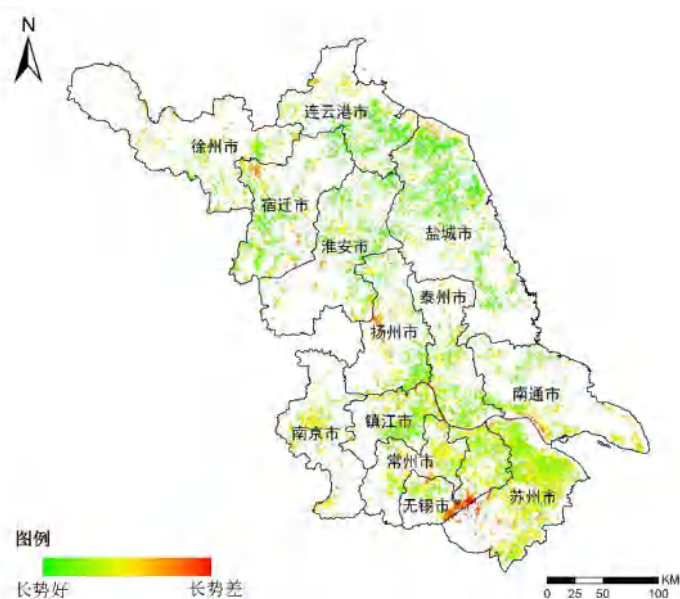 N
连云港市
徐州市
宿迁市
淮安市
盐城市
泰州市
扬州市
南通市
镇江市
南京市
常州市
无锡市
苏州市
图例
长势好 长势差
KM
0 25 50 100